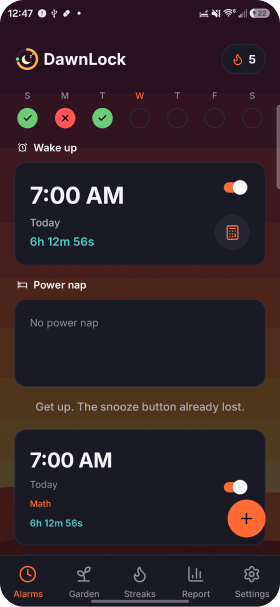 12:47
22
DawnLock
5
S M T W T F S
Wake up
7:00 AM
Today
6h 12m 56s
Power nap
No power nap
Get up. The snooze button already lost.
7:00 AM
Today
Math
6h 12m 56s
Alarms Garden Streaks Report Settings